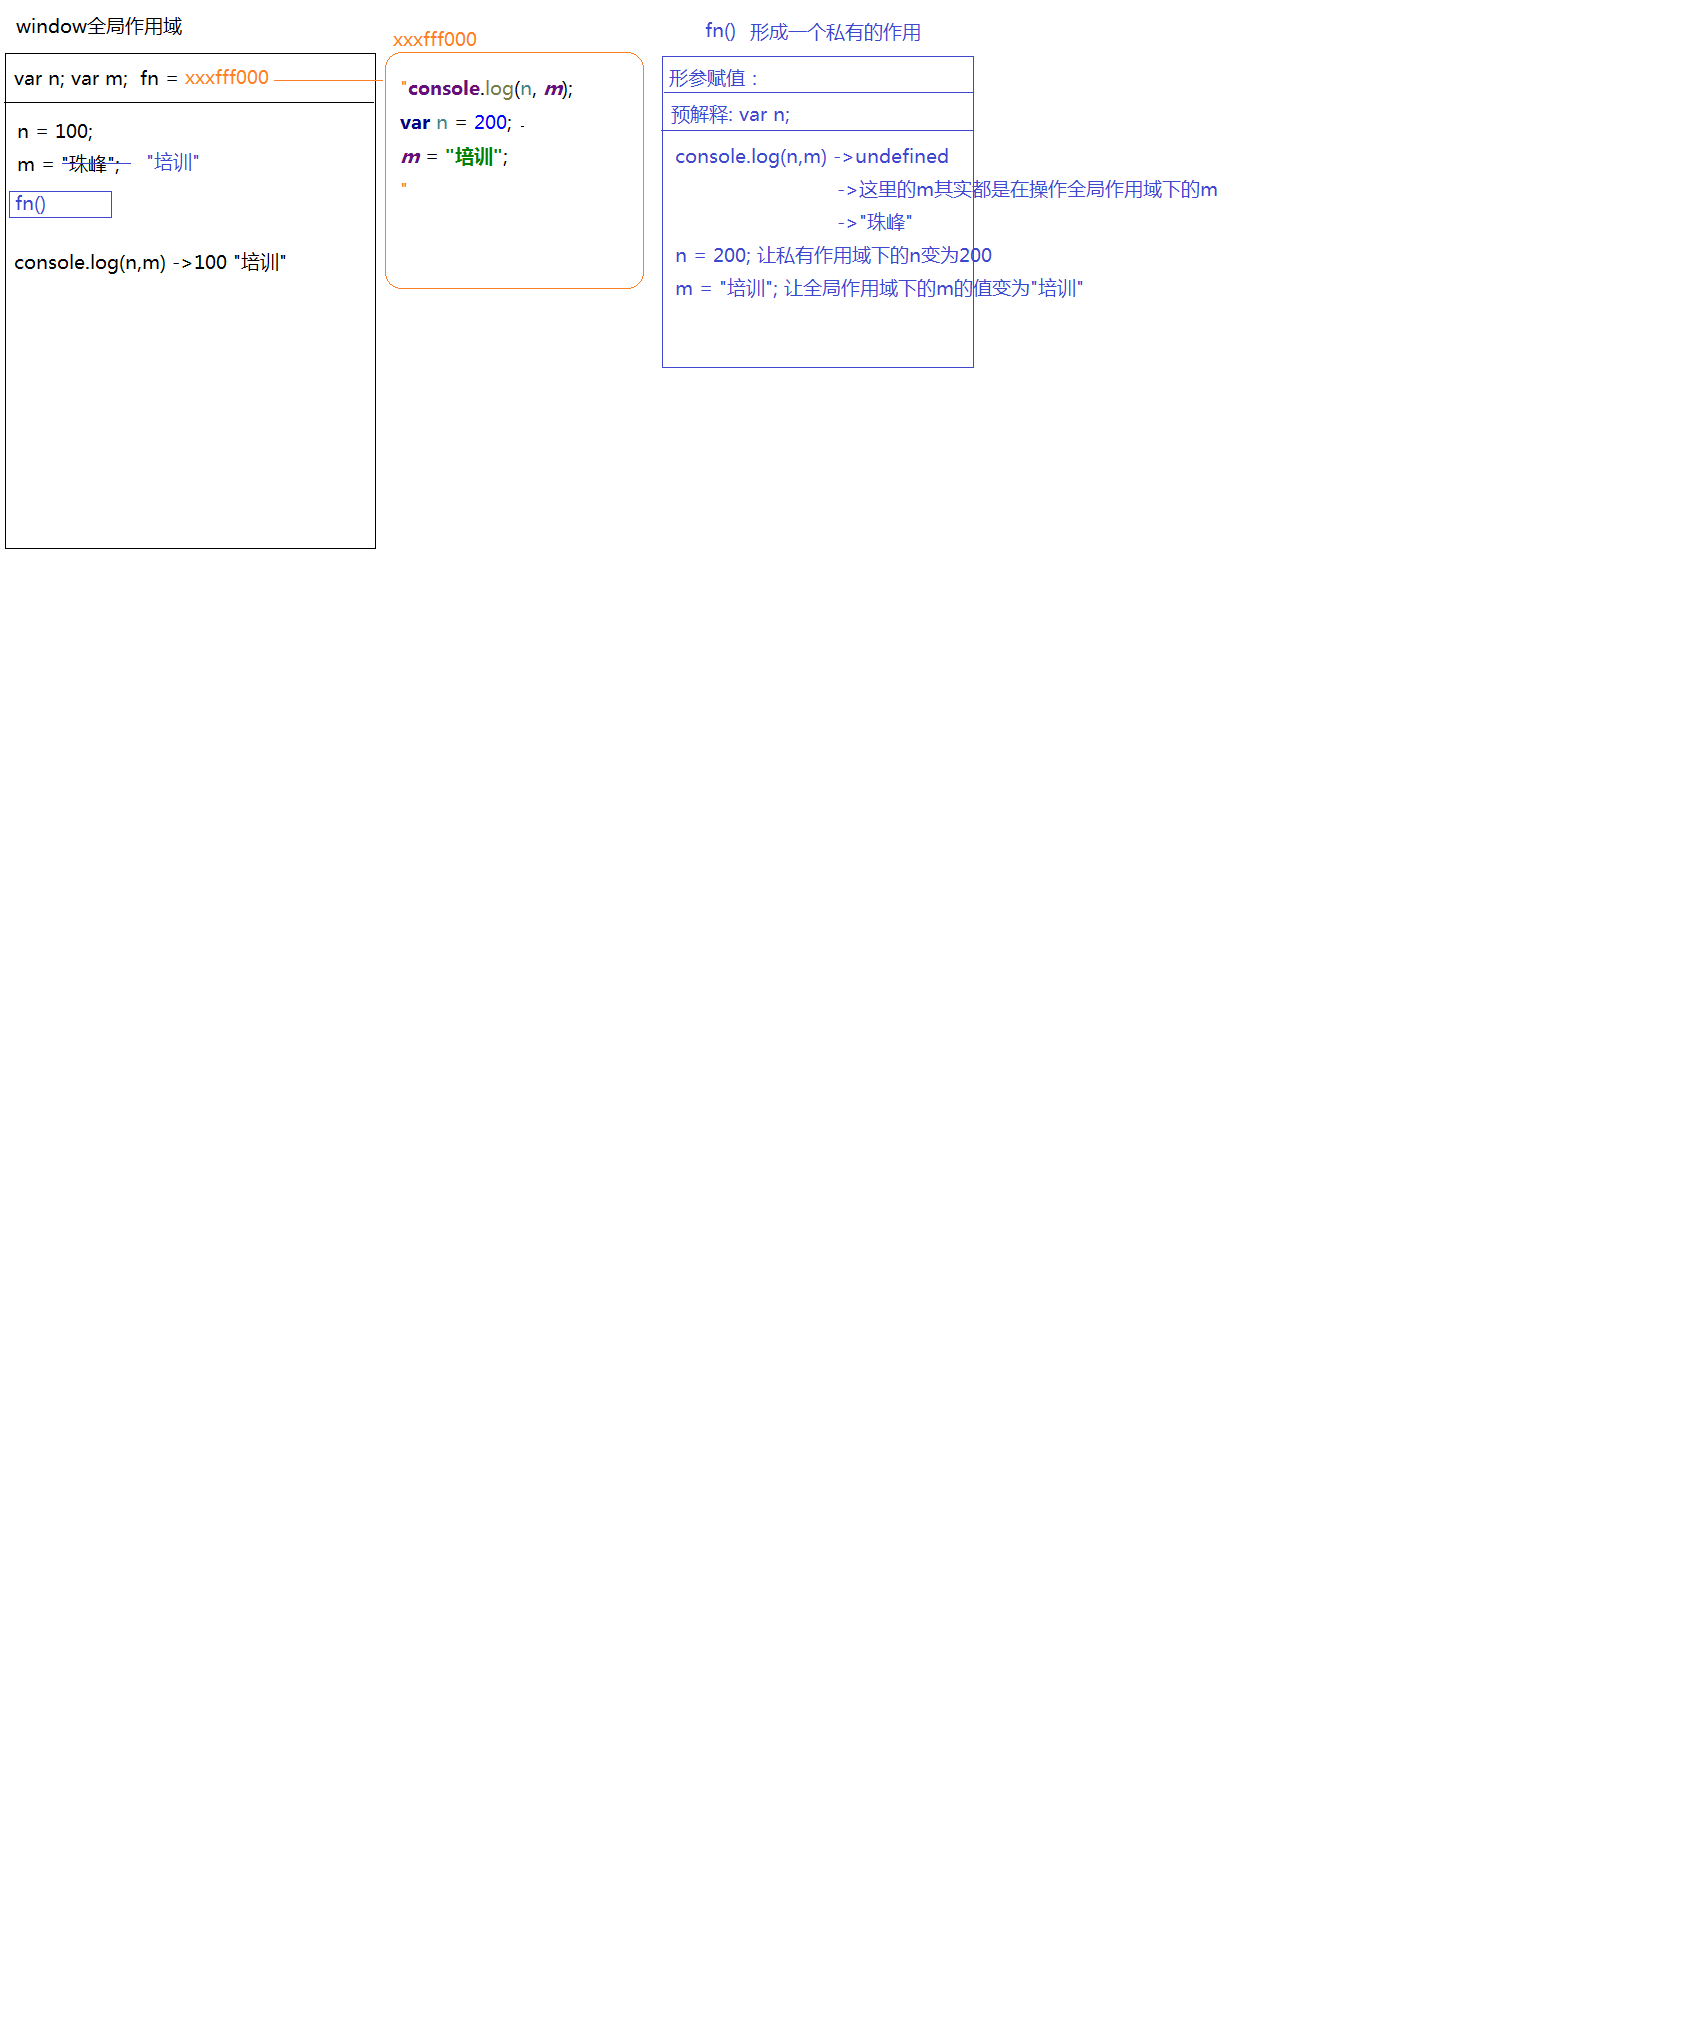 window全局作用域
var n; var m;  fn = xxxfff000
n = 100;
m = "珠峰";  "培训"
fn()
console.log(n,m) ->100 "培训"
xxxfff000
"console.log(n, m);
var n = 200;
m = "培训";
"
fn()  形成一个私有的作用
形参赋值：
预解释: var n;
console.log(n,m) ->undefined
->这里的m其实都是在操作全局作用域下的m
->"珠峰"
n = 200; 让私有作用域下的n变为200
m = "培训"; 让全局作用域下的m的值变为"培训"